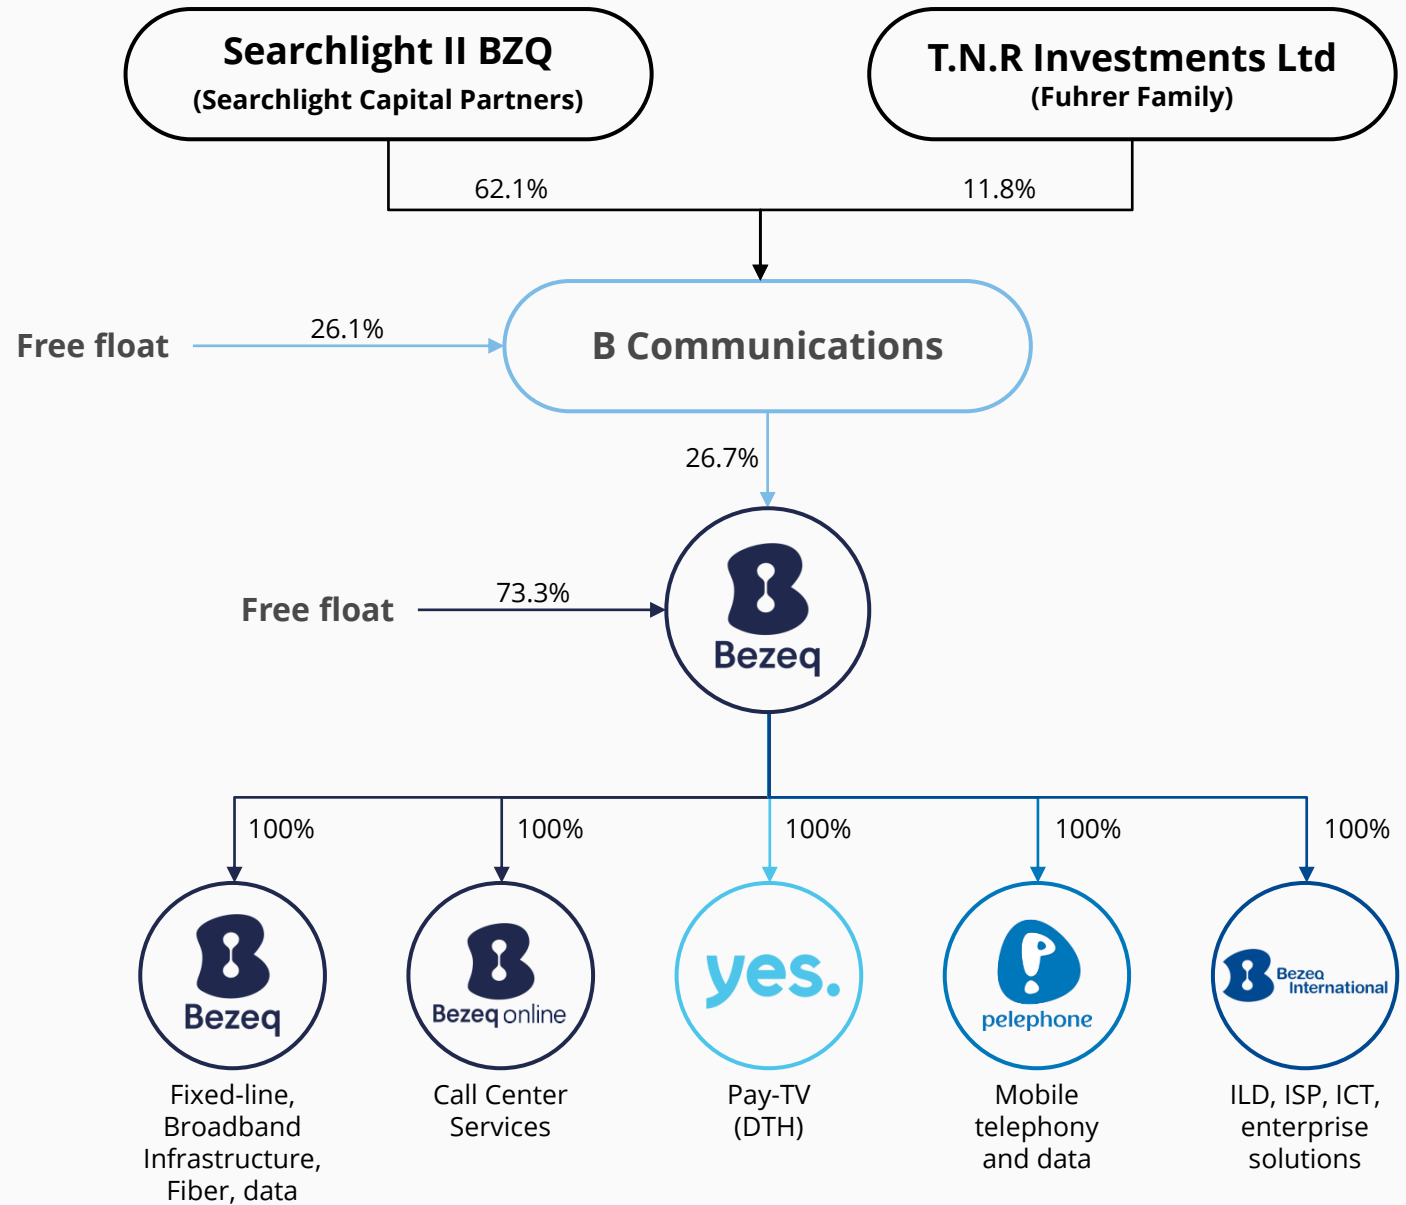 Searchlight II BZQ
(Searchlight Capital Partners)
T.N.R Investments Ltd
(Fuhrer Family)
62.1%
11.8%
Free float
26.1%
B Communications
26.7%
Free float
73.3%
Bezeq
100%
100%
100%
100%
100%
Bezeq
Bezeq online
yes.
pelephone
Bezeq
International
Fixed-line,
Broadband
Infrastructure,
Fiber, data
Call Center
Services
Pay-TV
(DTH)
Mobile
telephony
and data
ILD, ISP, ICT,
enterprise
solutions